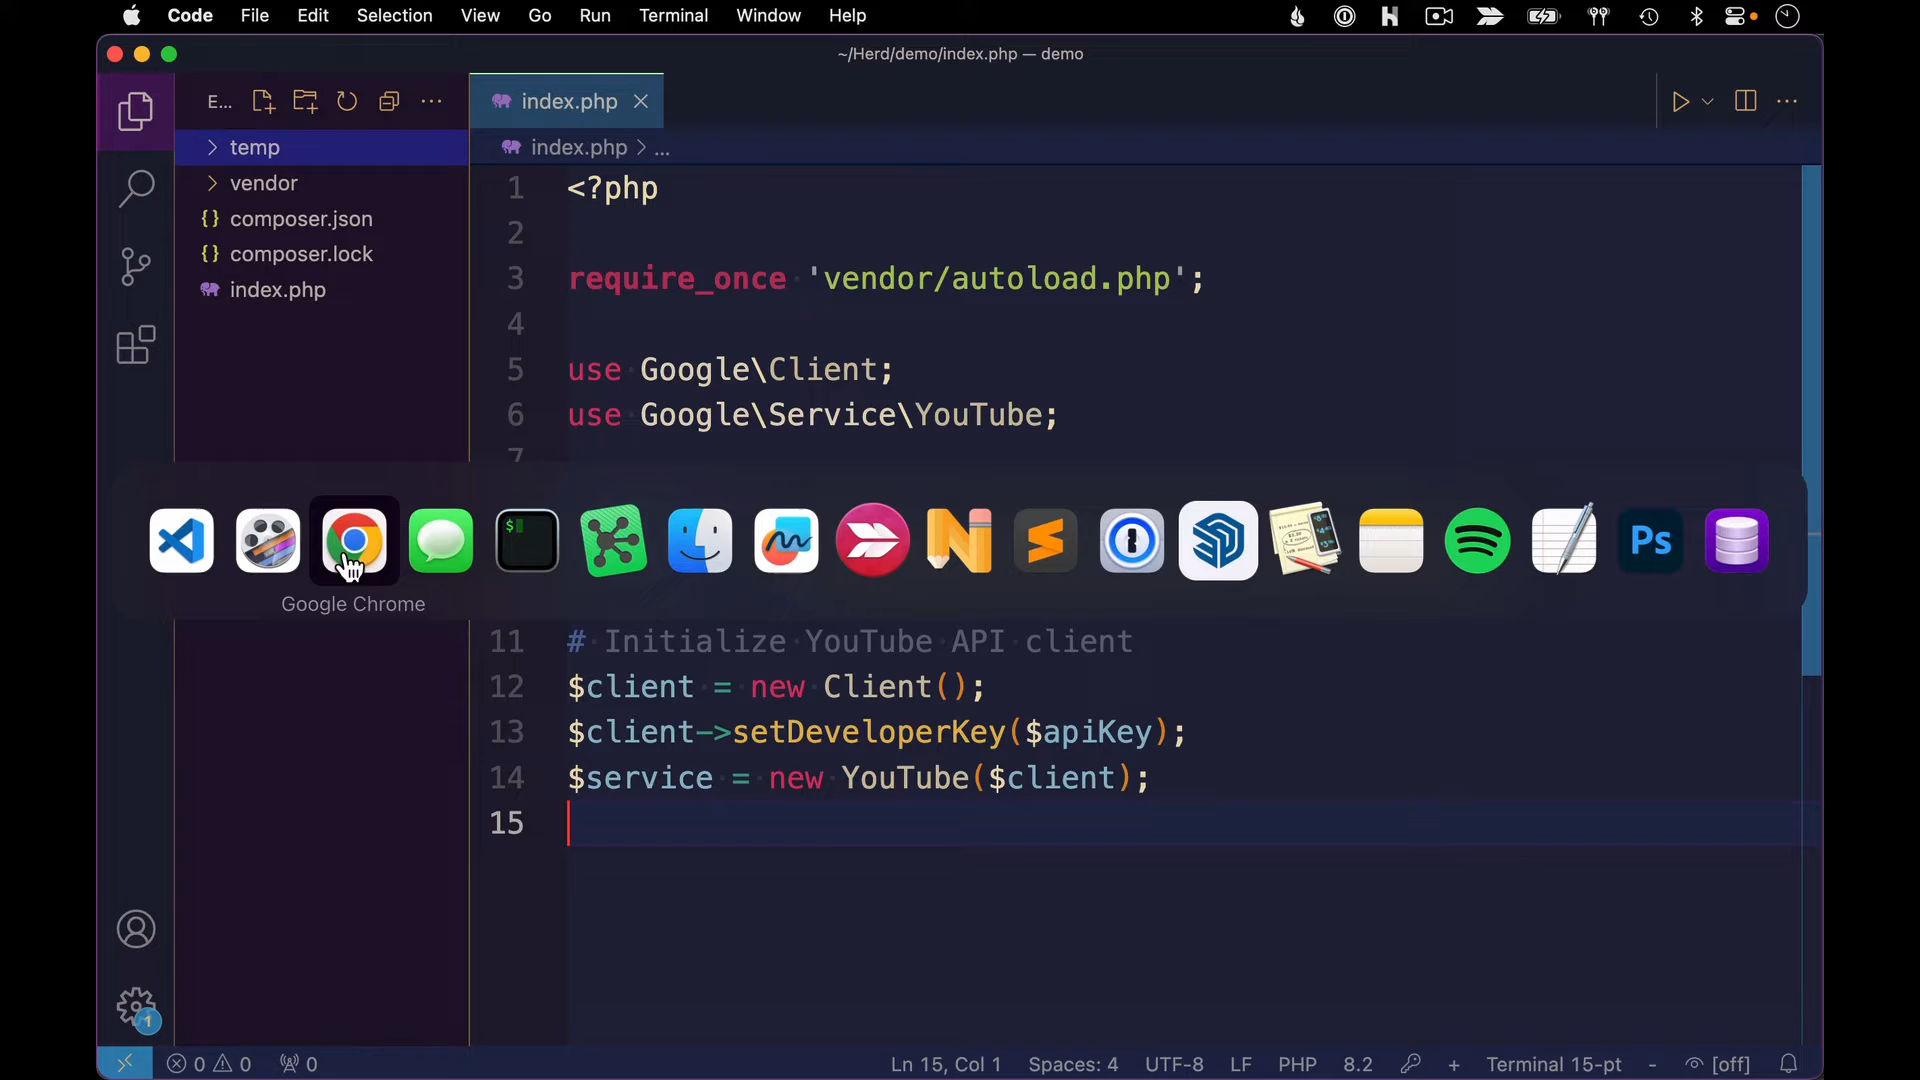 Code File Edit Selection View Go Run Terminal Window Help
~/Herd/demo/index.php — demo
E...
index.php
temp
index.php > ...
vendor
composer.json
composer.lock
index.php
1 <?php
2
3 require_once 'vendor/autoload.php';
4
5 use Google\Client;
6 use Google\Service\YouTube;
7
$
Ps
Google Chrome
11 # Initialize YouTube API client
12 $client = new Client();
13 $client->setDeveloperKey($apiKey);
14 $service = new YouTube($client);
15
1
0 0 0 Ln 15, Col 1 Spaces: 4 UTF-8 LF PHP 8.2 + Terminal 15-pt - [off]